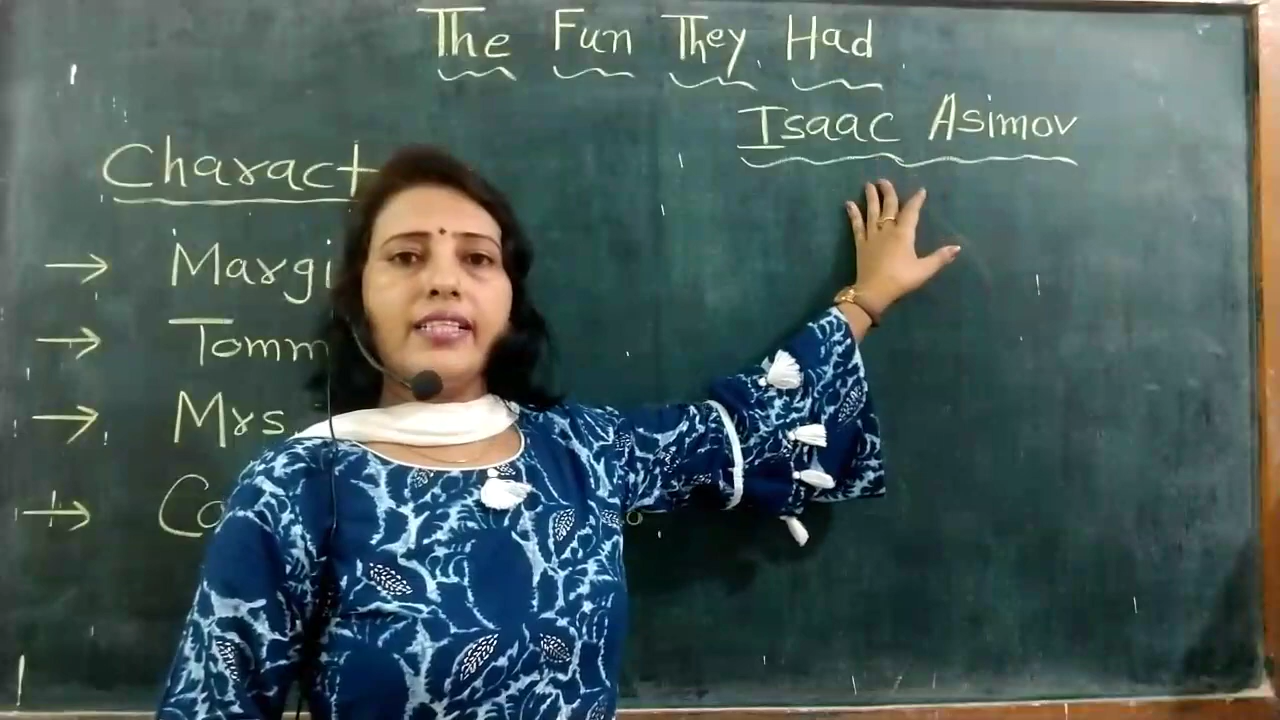 The Fun They Had
Isaac Asimov
Charact
→ Margi
→ Tomm
→ Mrs.
→ Co